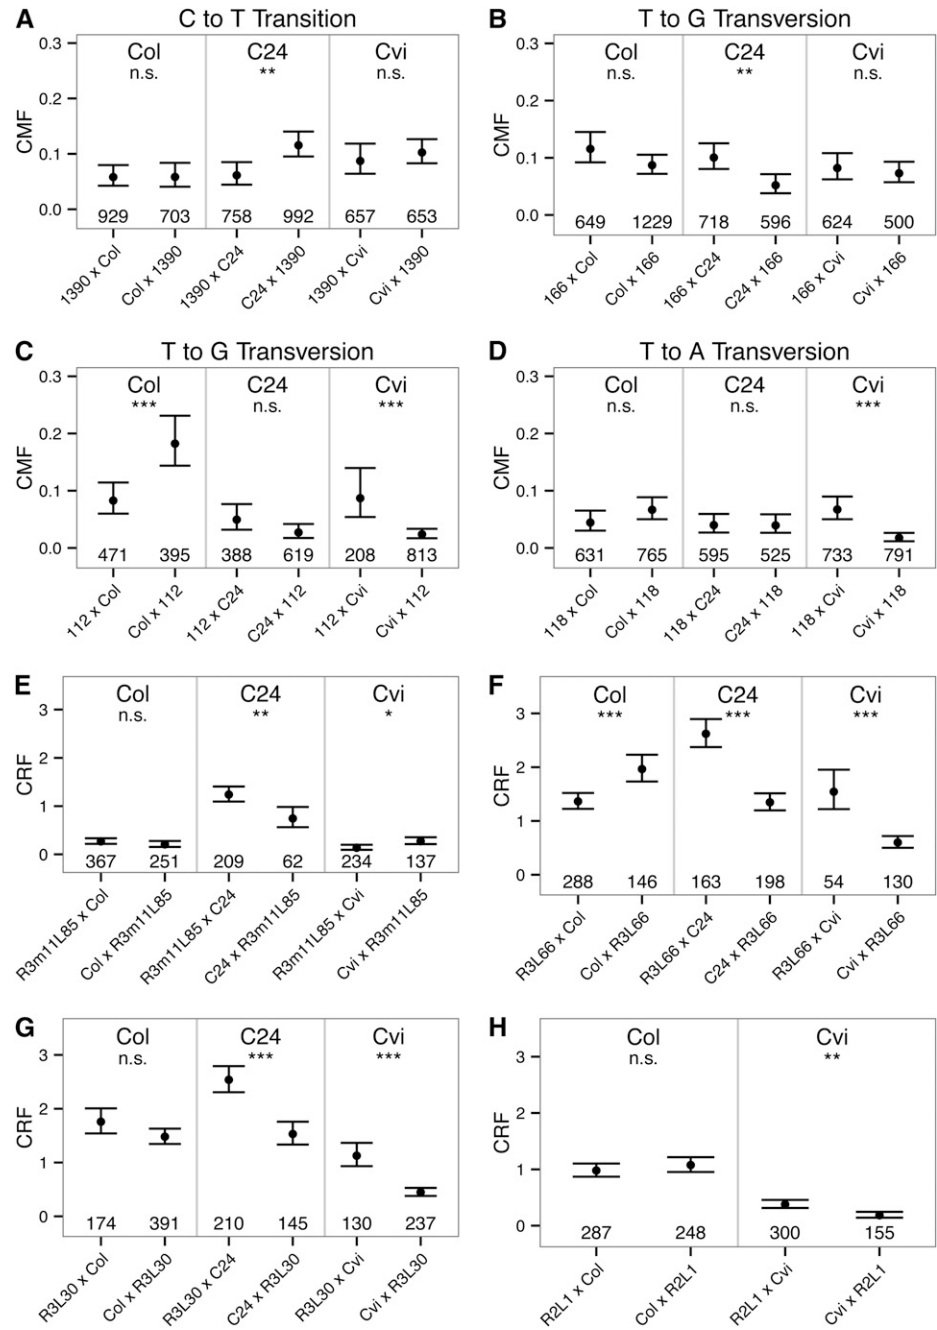 A C to T Transition
CMF
0.3
0.2
0.1
0.0
Col C24 Cvi
n.s. ** n.s.
929 703 758 992 657 653
1390 x Col Col x 1390 1390 x C24 C24 x 1390 1390 x Cvi Cvi x 1390
B T to G Transversion
CMF
0.3
0.2
0.1
0.0
Col C24 Cvi
n.s. ** n.s.
649 1229 718 596 624 500
166 x Col Col x 166 166 x C24 C24 x 166 166 x Cvi Cvi x 166
C T to G Transversion
CMF
0.3
0.2
0.1
0.0
Col C24 Cvi
*** n.s. ***
471 395 388 619 208 813
112 x Col Col x 112 112 x C24 C24 x 112 112 x Cvi Cvi x 112
D T to A Transversion
CMF
0.3
0.2
0.1
0.0
Col C24 Cvi
n.s. n.s. ***
631 765 595 525 733 791
118 x Col Col x 118 118 x C24 C24 x 118 118 x Cvi Cvi x 118
E
CRF
3
2
1
0
Col C24 Cvi
n.s. ** *
367 251 209 62 234 137
R3m11L85 x Col Col x R3m11L85 R3m11L85 x C24 C24 x R3m11L85 R3m11L85 x Cvi Cvi x R3m11L85
F
CRF
3
2
1
0
Col C24 Cvi
*** *** ***
288 146 163 198 54 130
R3L66 x Col Col x R3L66 R3L66 x C24 C24 x R3L66 R3L66 x Cvi Cvi x R3L66
G
CRF
3
2
1
0
Col C24 Cvi
n.s. *** ***
174 391 210 145 130 237
R3L30 x Col Col x R3L30 R3L30 x C24 C24 x R3L30 R3L30 x Cvi Cvi x R3L30
H
CRF
3
2
1
0
Col Cvi
n.s. **
287 248 300 155
R2L1 x Col Col x R2L1 R2L1 x Cvi Cvi x R2L1